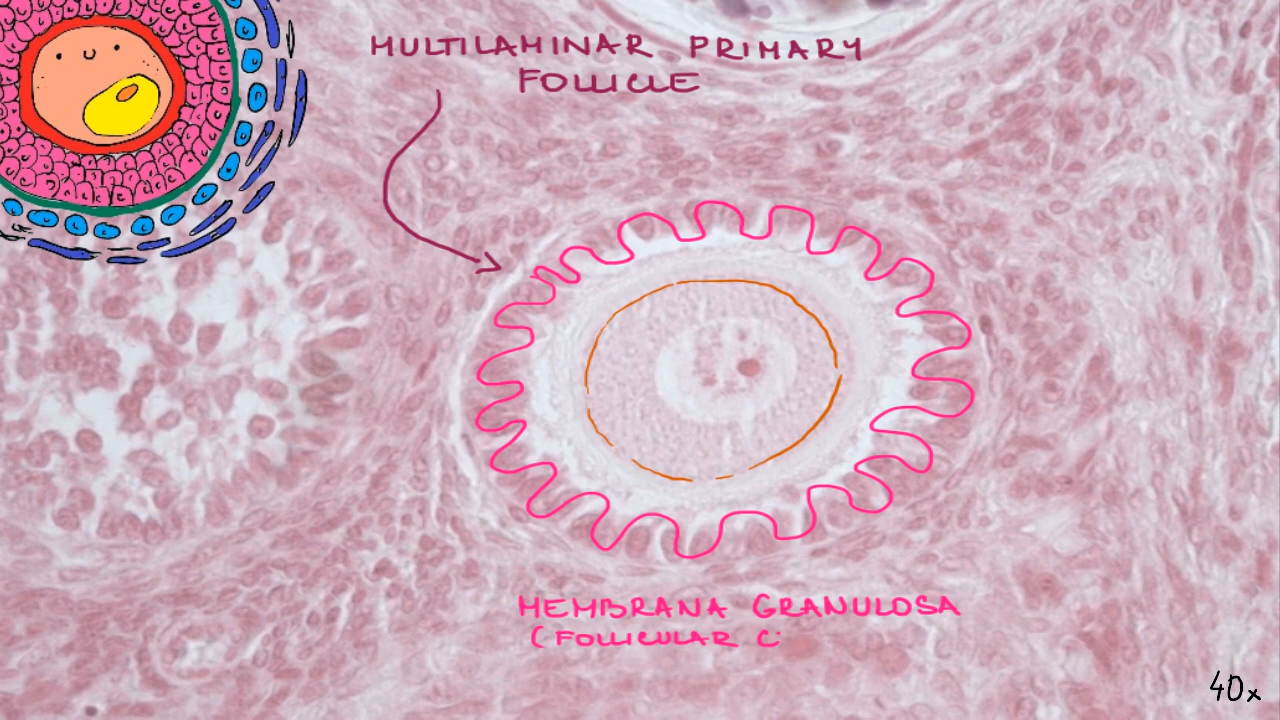 MULTILAMINAR PRIMARY
FOLLICLE
MEMBRANA GRANULOSA
(FOLLICULAR C
40x